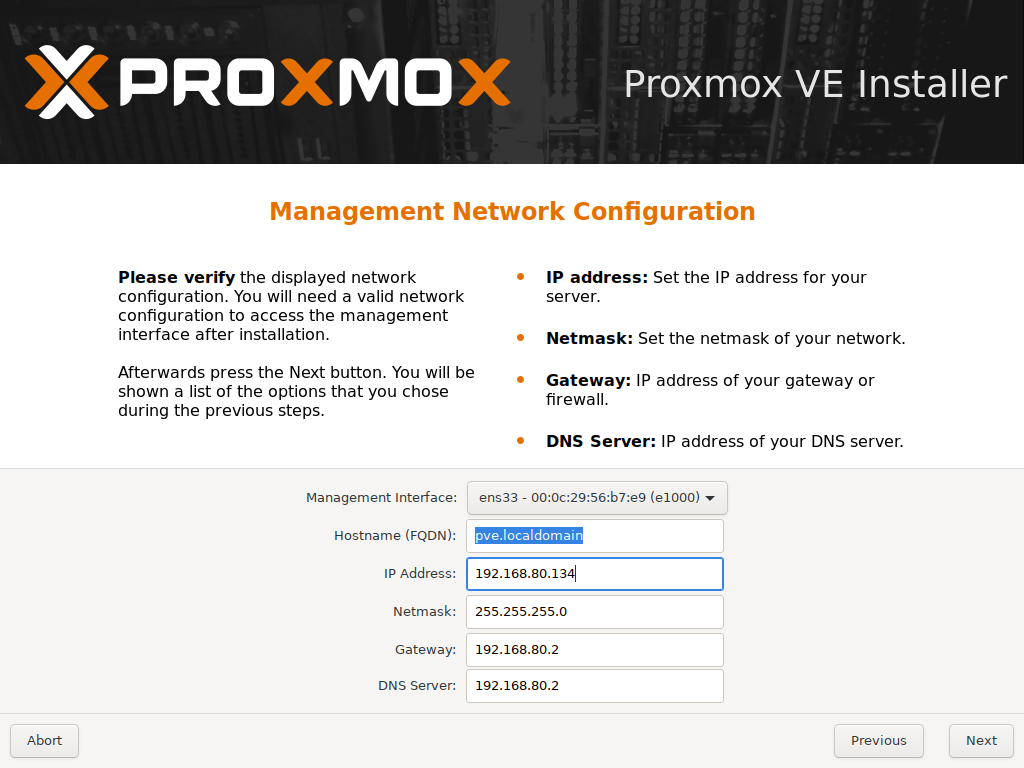 PROXMOX
Proxmox VE Installer
Management Network Configuration
Please verify the displayed network
configuration. You will need a valid network
configuration to access the management
interface after installation.
Afterwards press the Next button. You will be
shown a list of the options that you chose
during the previous steps.
• IP address: Set the IP address for your
server.
• Netmask: Set the netmask of your network.
• Gateway: IP address of your gateway or
firewall.
• DNS Server: IP address of your DNS server.
Management Interface: ens33 - 00:0c:29:56:b7:e9 (e1000)
Hostname (FQDN): pve.localdomain
IP Address: 192.168.80.134
Netmask: 255.255.255.0
Gateway: 192.168.80.2
DNS Server: 192.168.80.2
Abort Previous Next